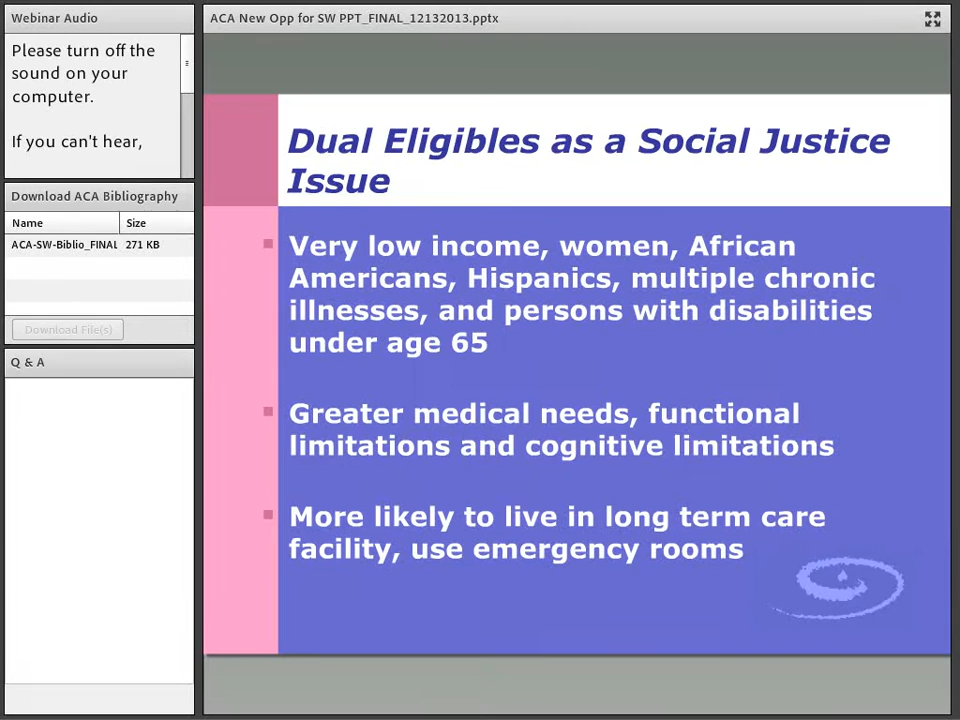 Webinar Audio
Please turn off the
sound on your
computer.
If you can't hear,
Download ACA Bibliography
Name Size
ACA-SW-Biblio_FINAL 271 KB
Download File(s)
Q & A
ACA New Opp for SW PPT_FINAL_12132013.pptx
Dual Eligibles as a Social Justice
Issue
Very low income, women, African
Americans, Hispanics, multiple chronic
illnesses, and persons with disabilities
under age 65
Greater medical needs, functional
limitations and cognitive limitations
More likely to live in long term care
facility, use emergency rooms